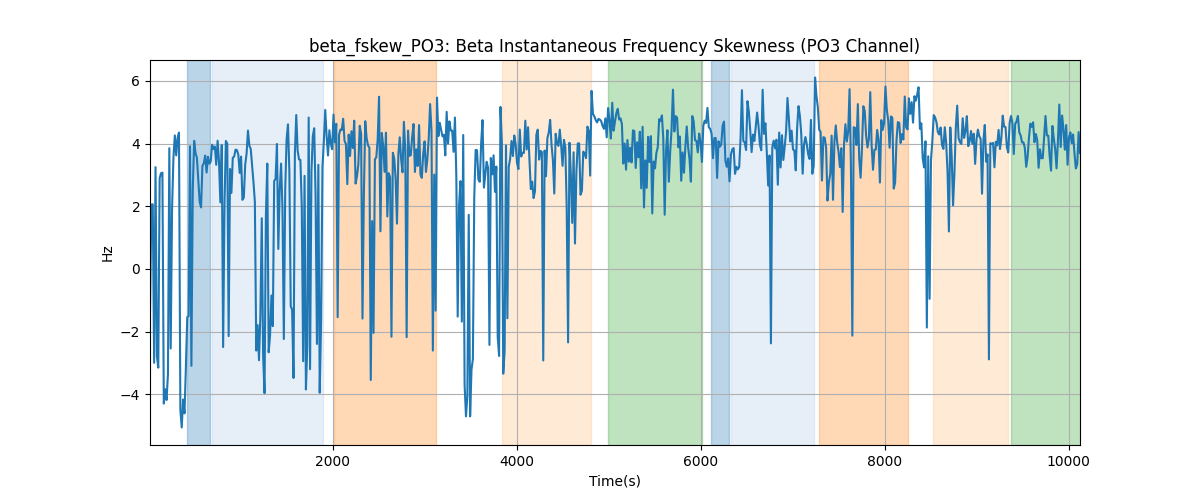 beta_fskew_PO3: Beta Instantaneous Frequency Skewness (PO3 Channel)
6
4
2
0
−2
−4
Hz
2000 4000 6000 8000 10000
Time(s)